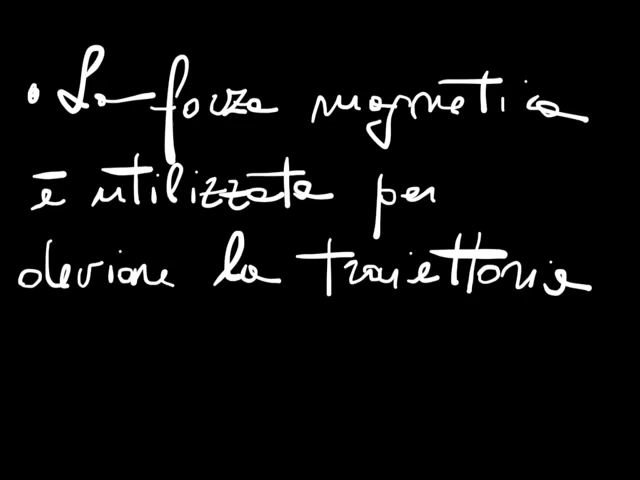 • La forza magnetica
è utilizzata per
deviare la traiettoria